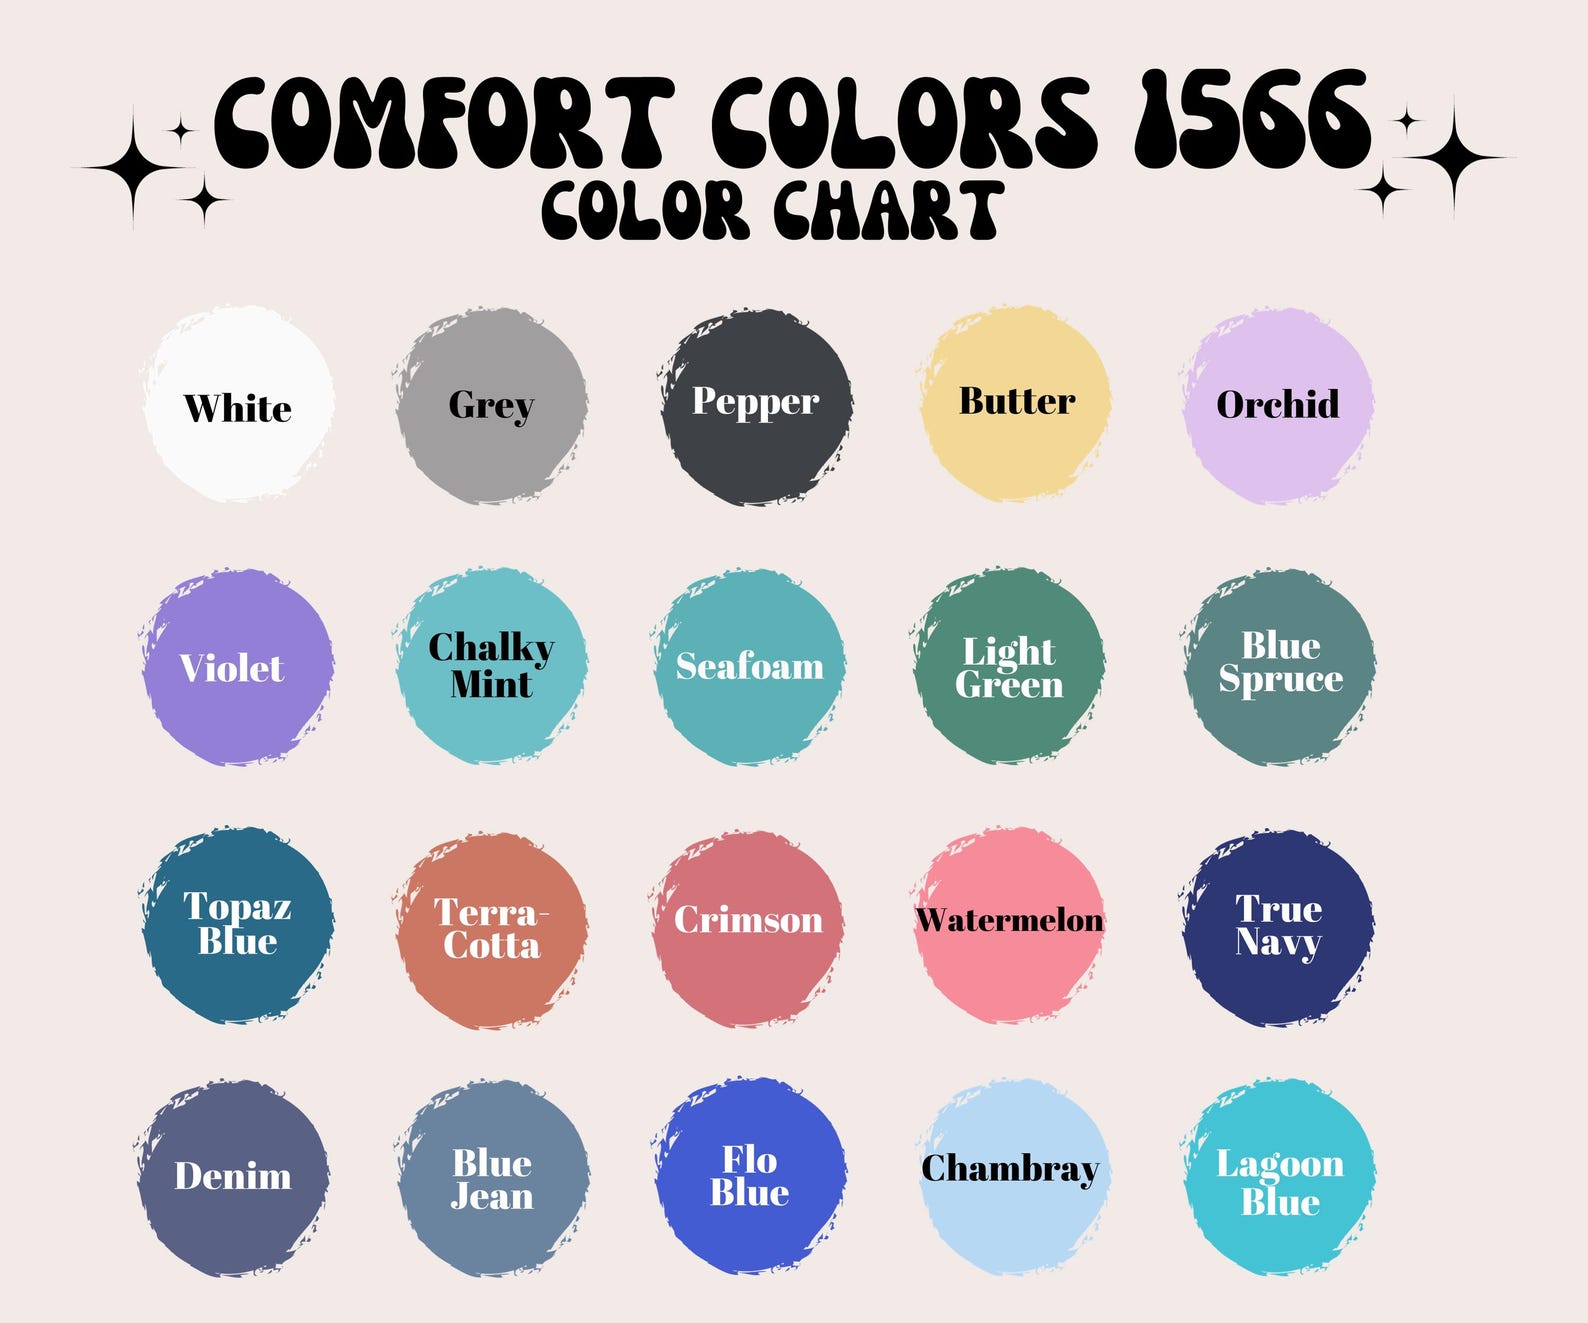 COMFORT COLORS 1566
COLOR CHART
White
Grey
Pepper
Butter
Orchid
Violet
Chalky
Mint
Seafoam
Light
Green
Blue
Spruce
Topaz
Blue
Terra-
Cotta
Crimson
Watermelon
True
Navy
Denim
Blue
Jean
Flo
Blue
Chambray
Lagoon
Blue